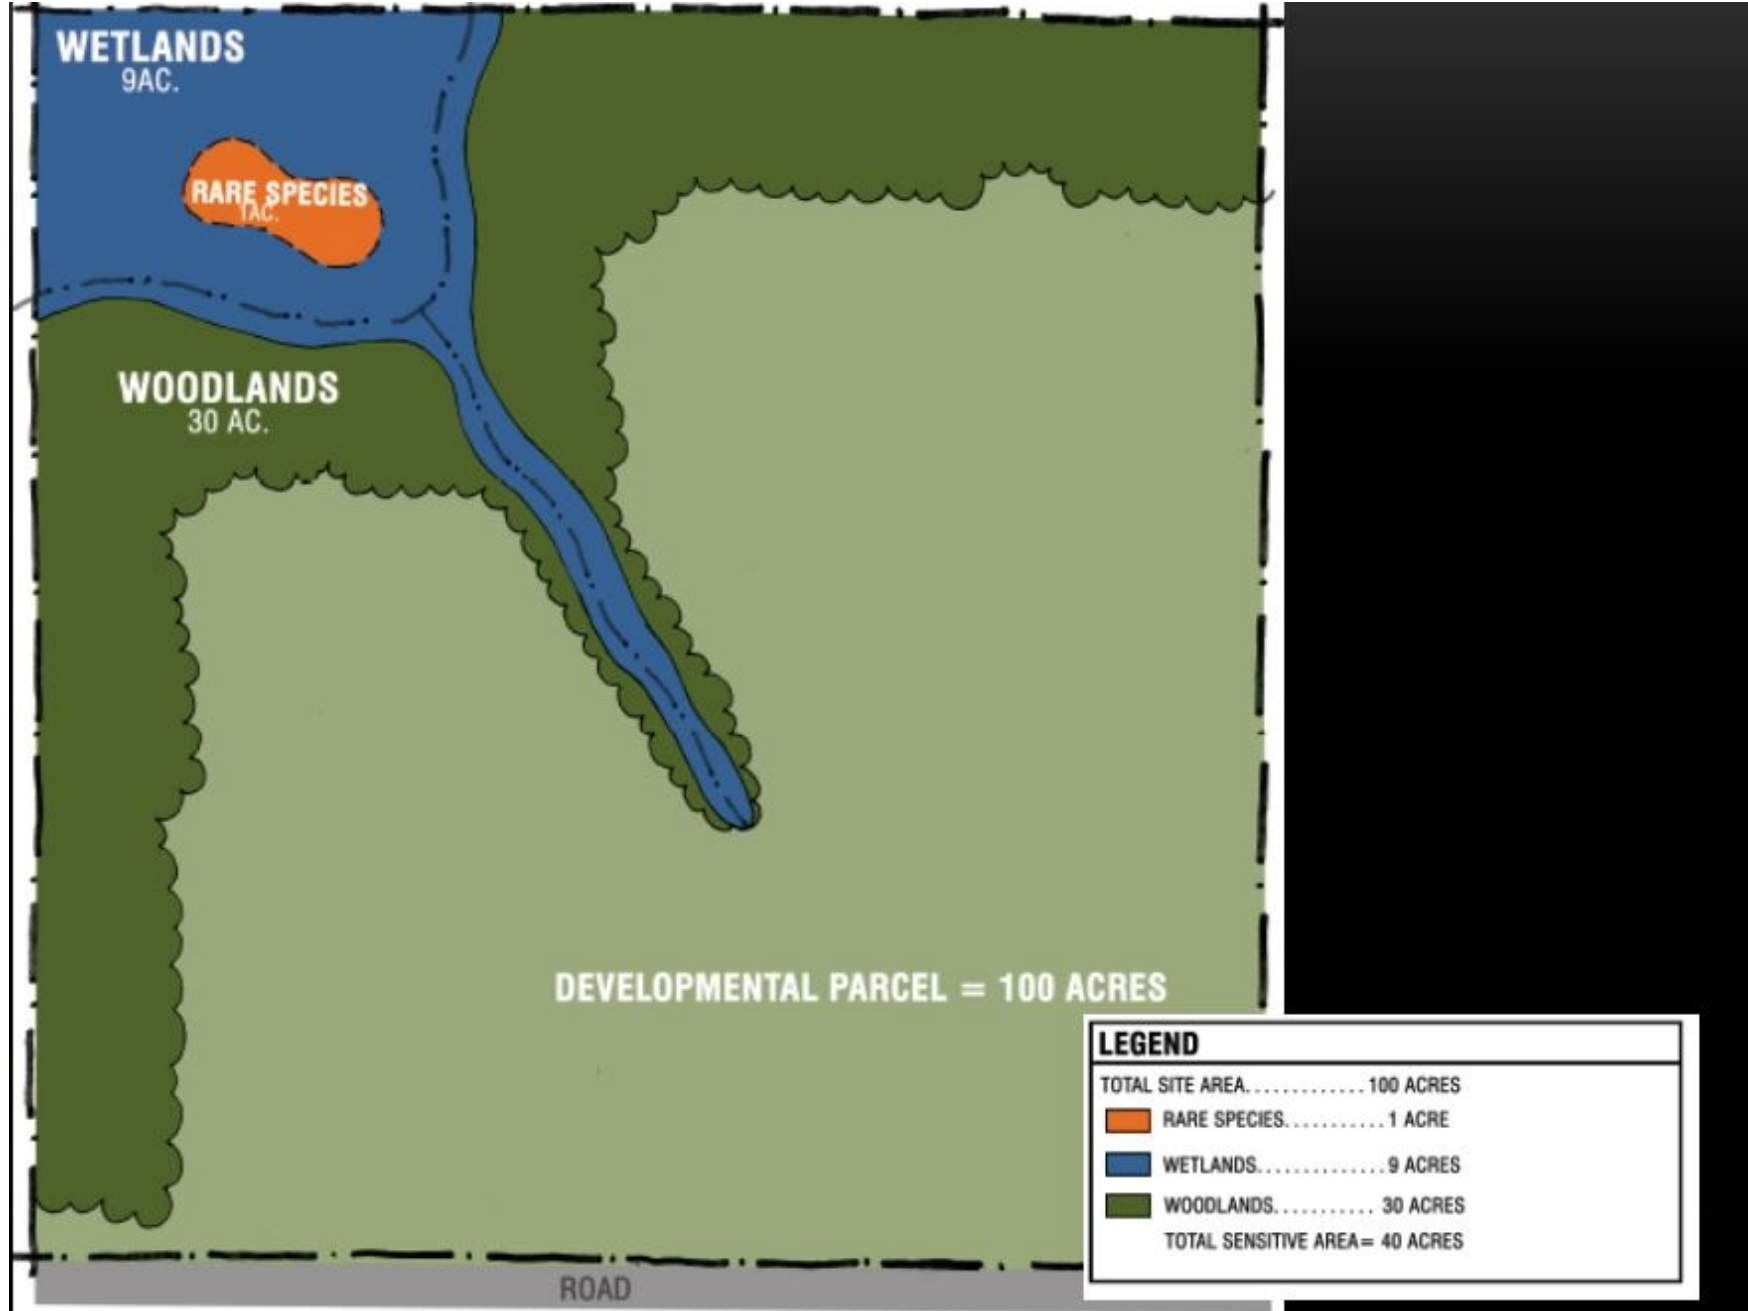 WETLANDS
9AC.
RARE SPECIES
1AC.
WOODLANDS
30 AC.
DEVELOPMENTAL PARCEL = 100 ACRES
LEGEND
TOTAL SITE AREA.............100 ACRES
RARE SPECIES...........1 ACRE
WETLANDS..............9 ACRES
WOODLANDS........... 30 ACRES
TOTAL SENSITIVE AREA= 40 ACRES
ROAD